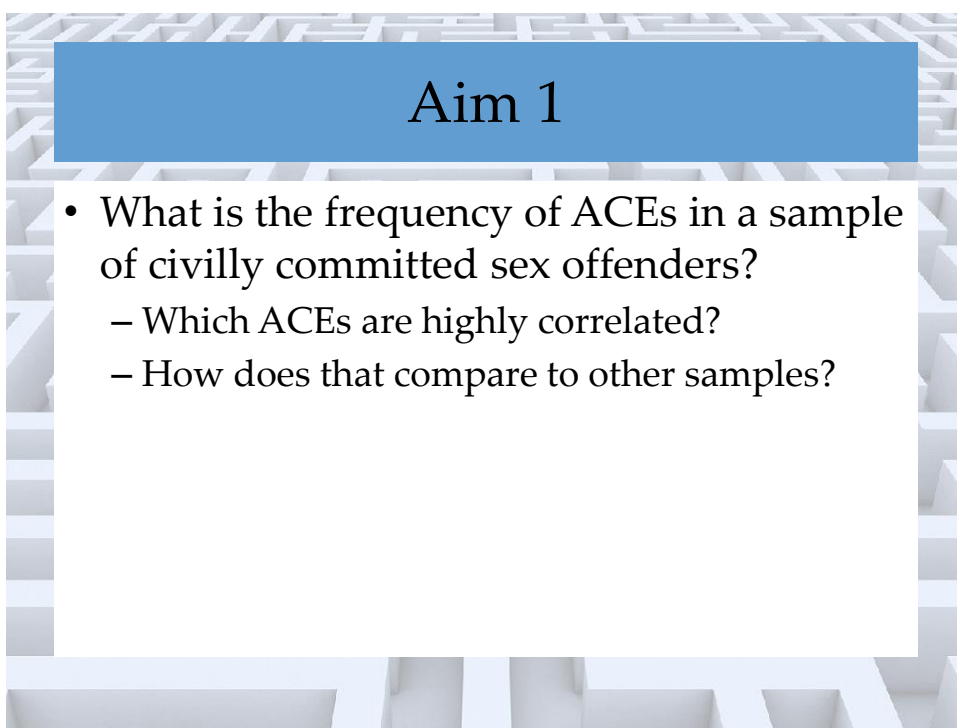 Aim 1
• What is the frequency of ACEs in a sample
of civilly committed sex offenders?
– Which ACEs are highly correlated?
– How does that compare to other samples?